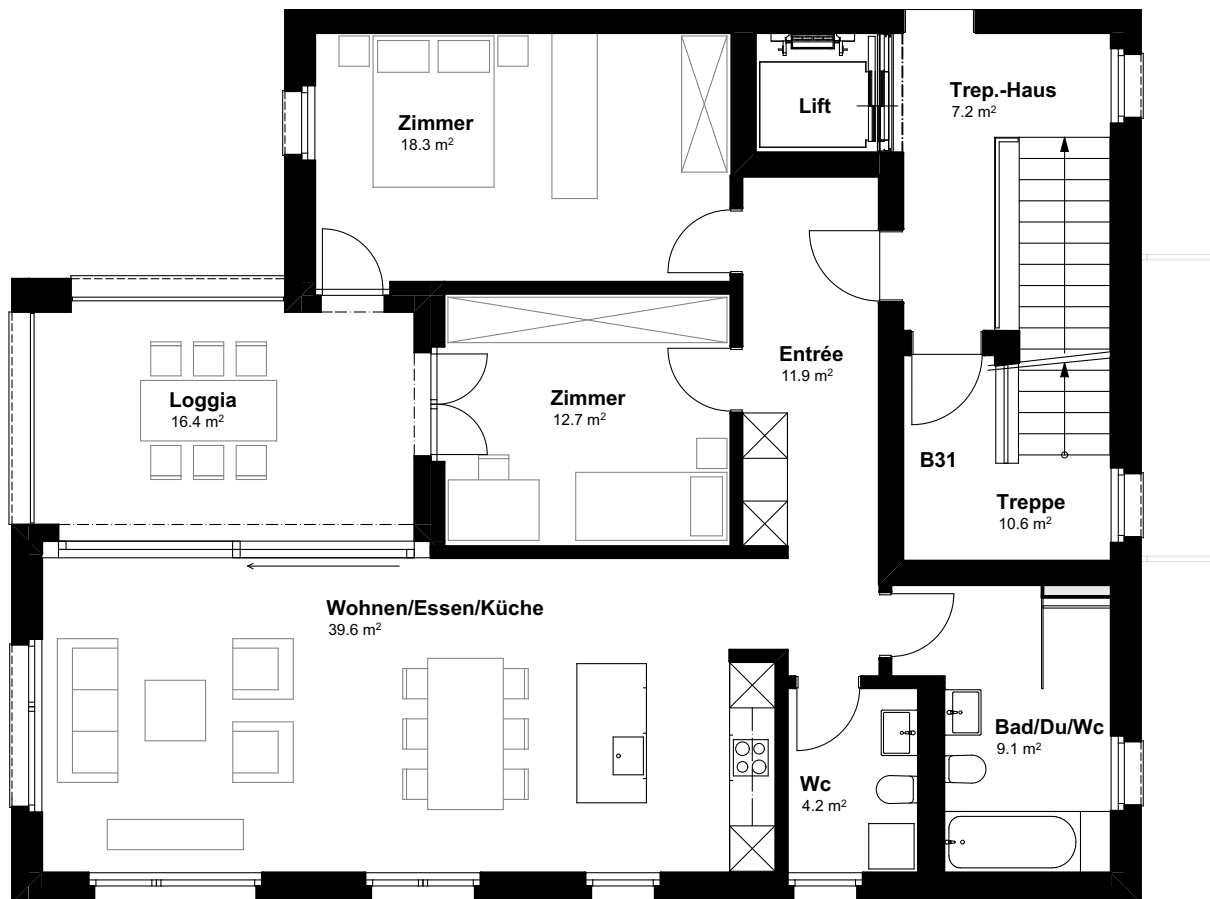 Zimmer
18.3 m²
Lift
Trep.-Haus
7.2 m²
Loggia
16.4 m²
Zimmer
12.7 m²
Entrée
11.9 m²
B31
Treppe
10.6 m²
Wohnen/Essen/Küche
39.6 m²
Wc
4.2 m²
Bad/Du/Wc
9.1 m²